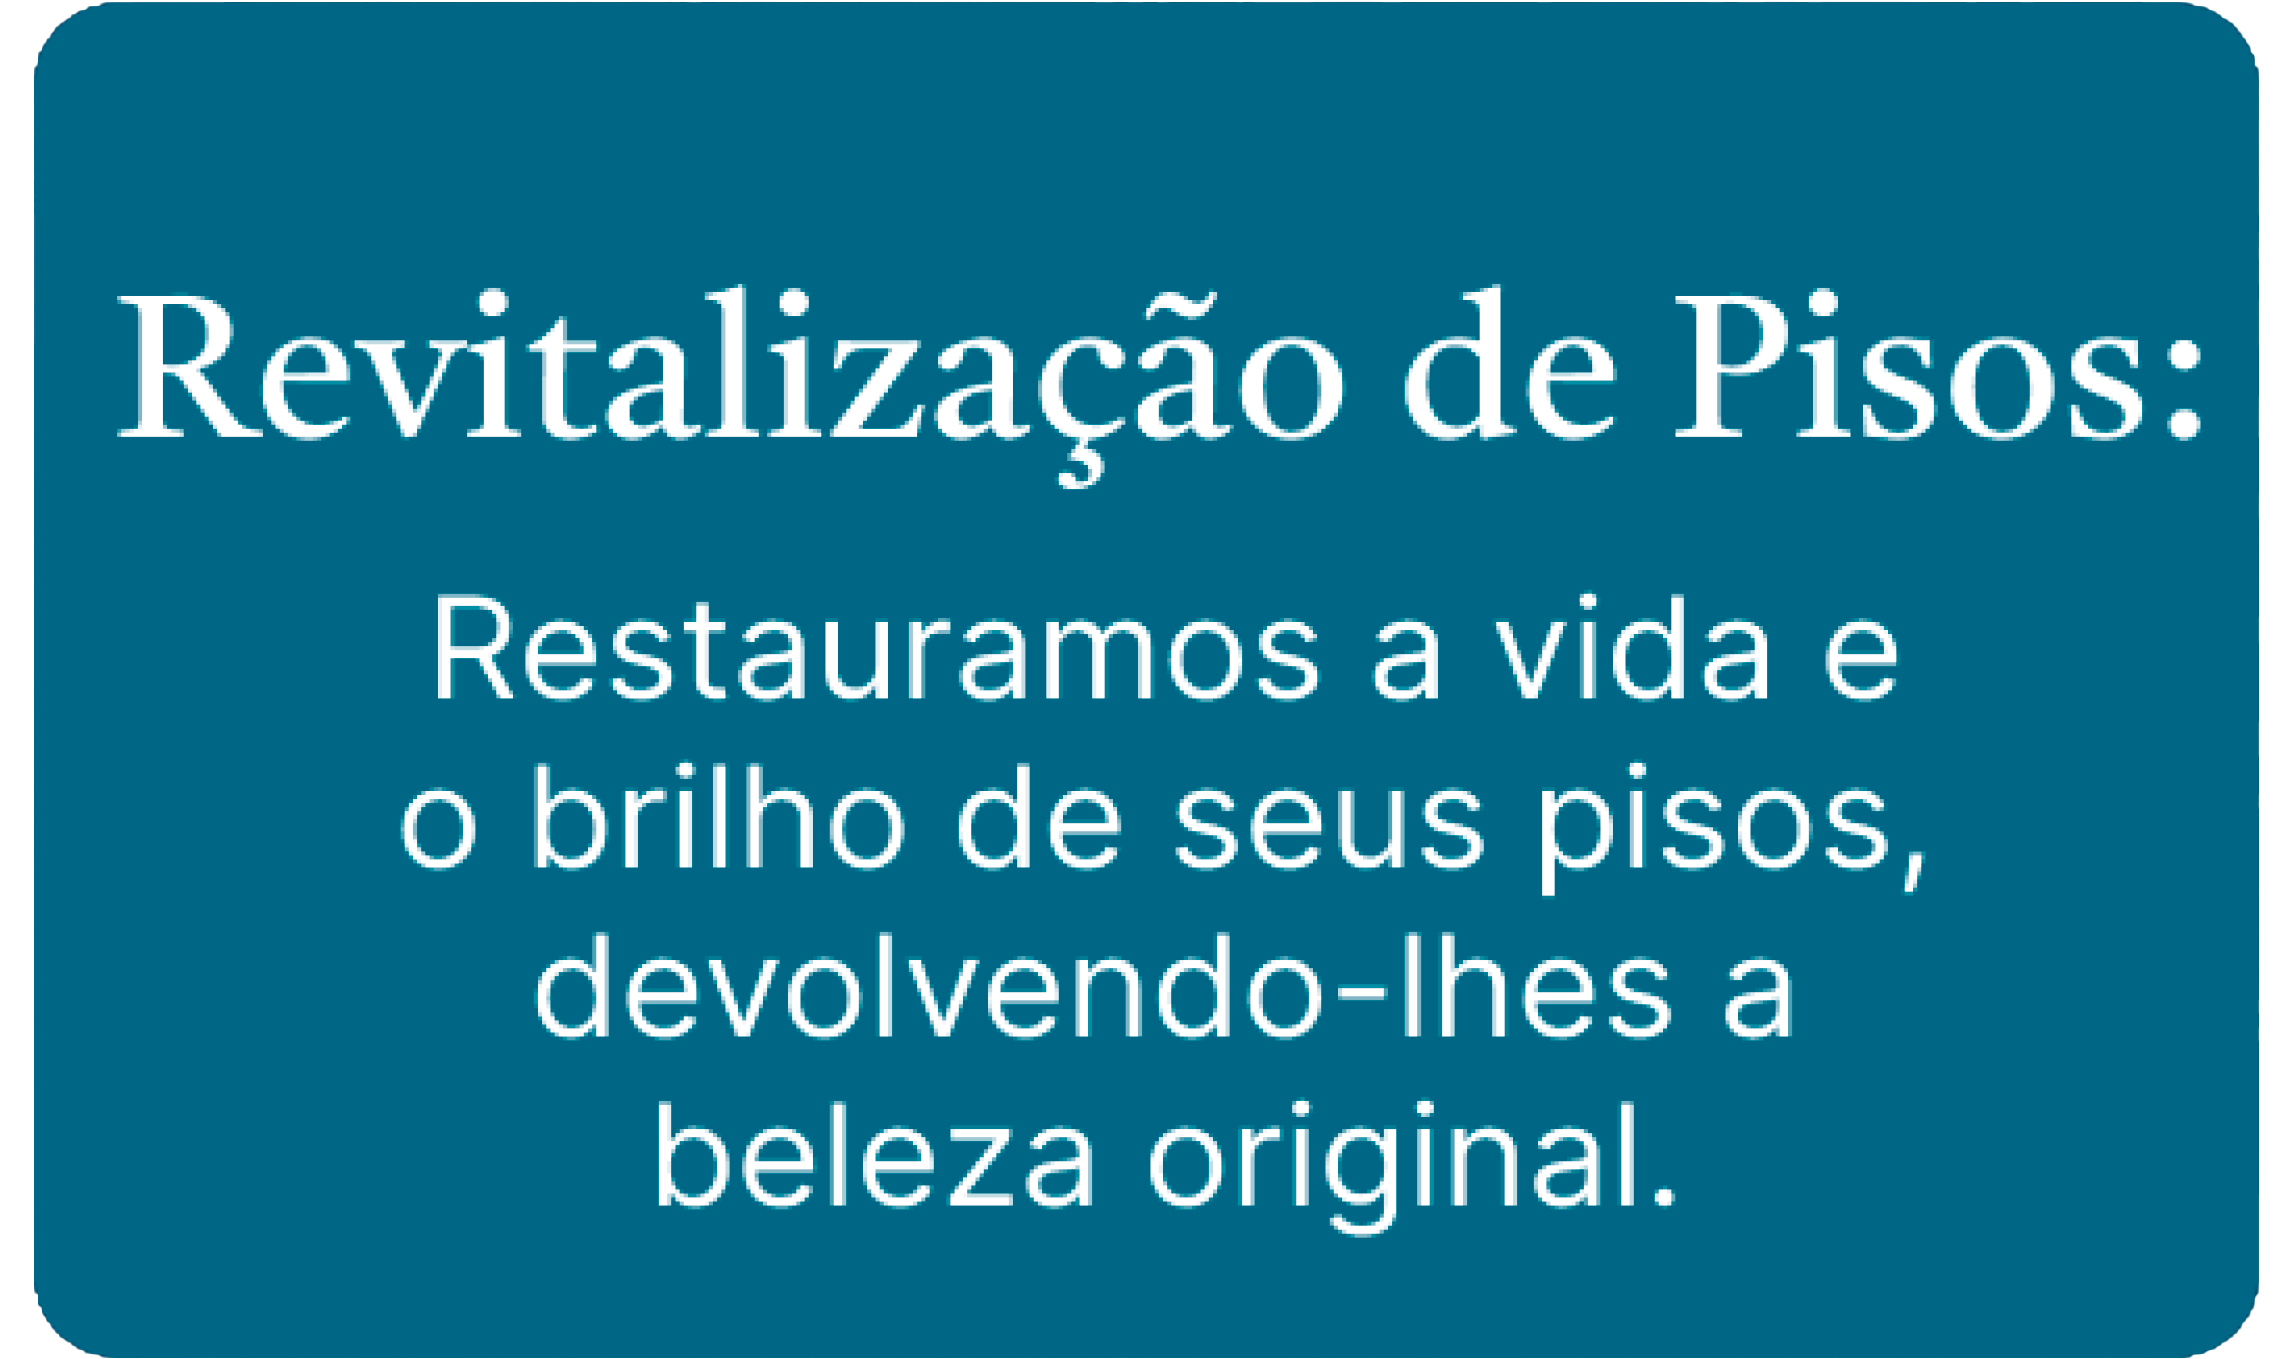 Revitalização de Pisos:
Restauramos a vida e
o brilho de seus pisos,
devolvendo-lhes a
beleza original.